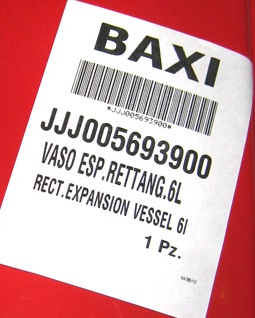 BAXI
*JJJ005693900*
JJJ005693900
VASO ESP.RETTANG.6L
RECT.EXPANSION VESSEL 6l
1 Pz.